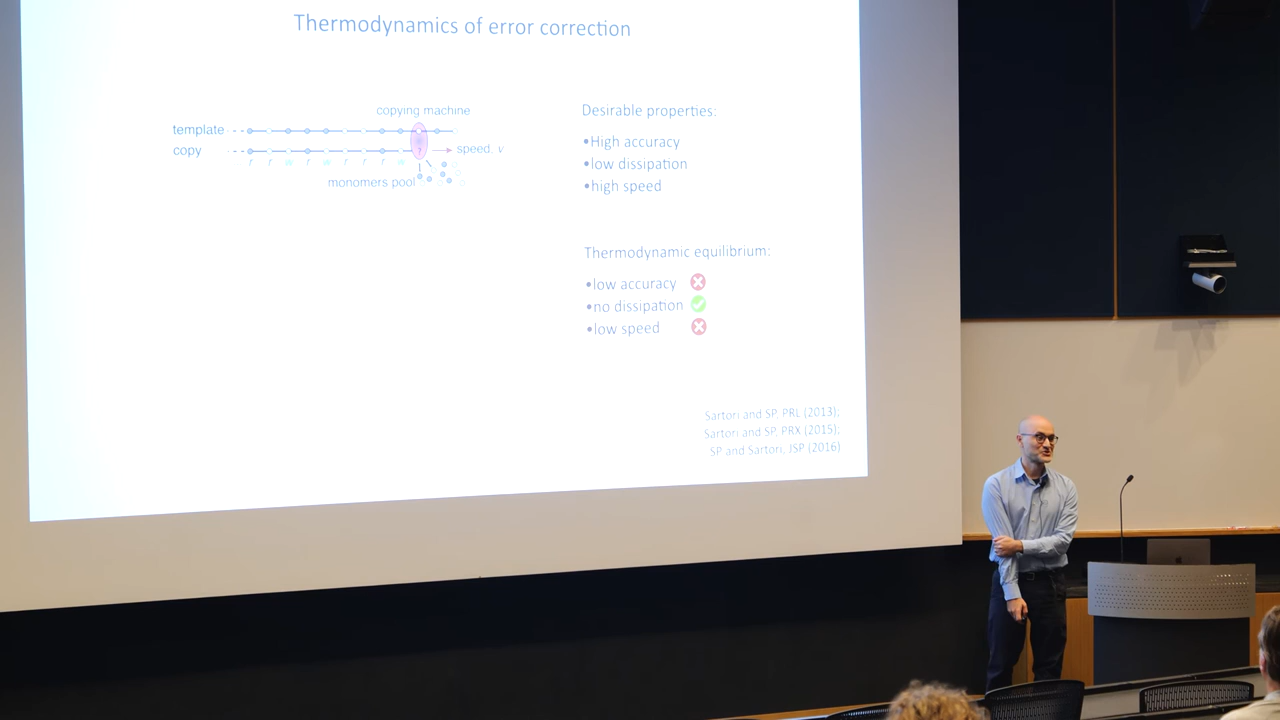 Thermodynamics of error correction
copying machine
template
copy
speed, v
r r w r w r r r w
monomers pool
Desirable properties:
•High accuracy
•low dissipation
•high speed
Thermodynamic equilibrium:
•low accuracy
•no dissipation
•low speed
Sartori and SP, PRL (2013);
Sartori and SP, PRX (2015);
SP and Sartori, JSP (2016)